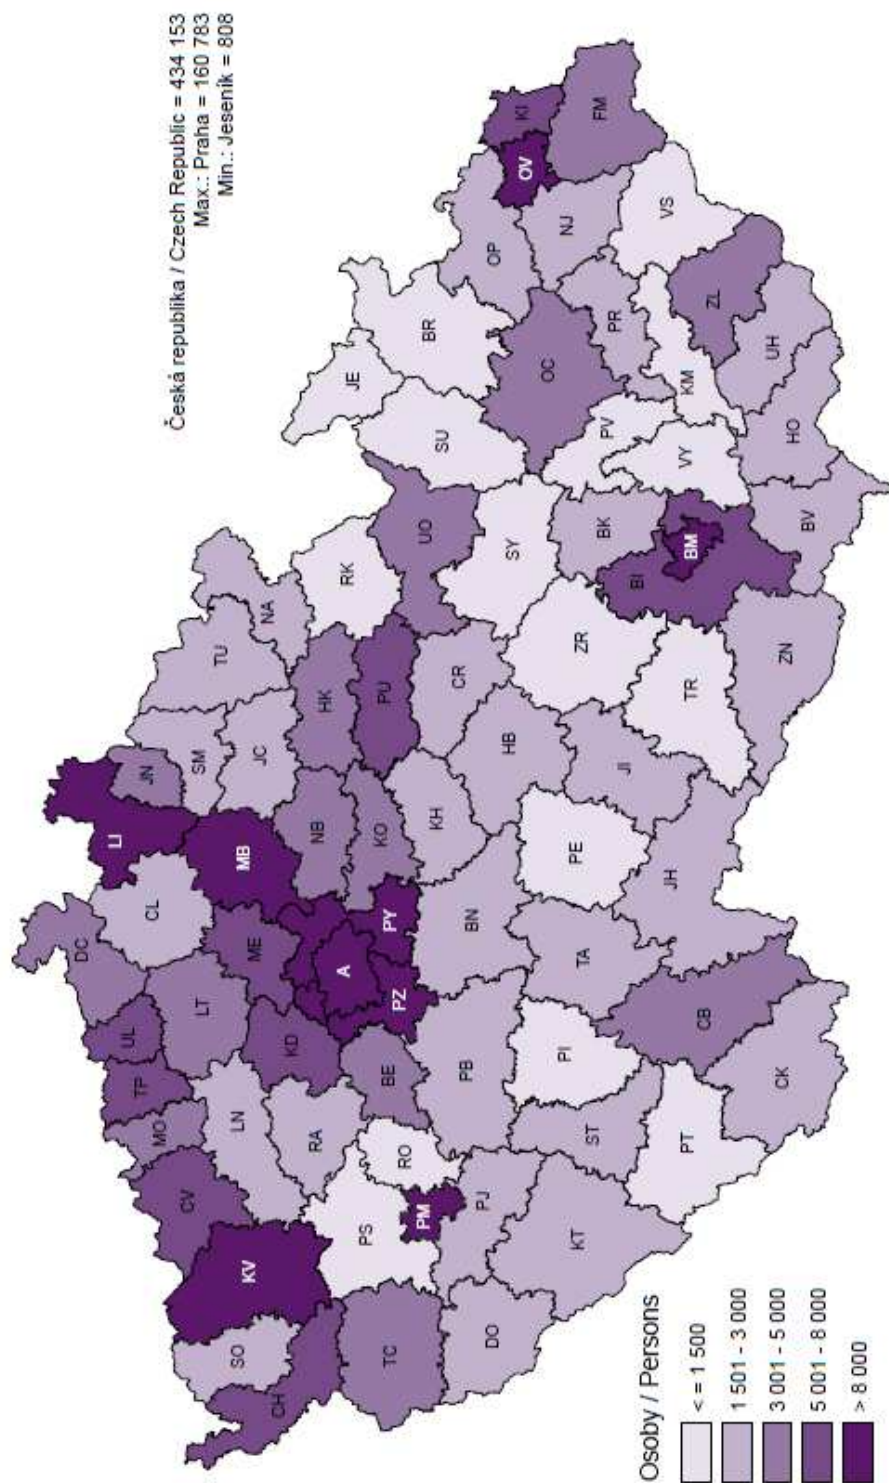 Česká republika / Czech Republic = 434 153
Max.: Praha = 160 783
Min.: Jeseník = 808
DC
LI
JN
CL
UL
TP
MO
LT
ME
MB
SM
TU
JC
NA
CV
LN
KD
KV
SO
CH
RA
A
NB
HK
RK
PS
RO
BE
PZ
PY
KO
PU
UO
SU
JE
BR
TC
PM
PJ
PB
BN
KH
CR
SY
OC
OP
OV
KI
DO
KT
ST
PI
TA
PE
HB
ZR
BK
PV
PR
NJ
FM
PT
CB
JH
JI
TR
BI
BM
VY
KM
VS
CK
ZN
BV
HO
UH
ZL
Osoby / Persons
< = 1 500
1 501 - 3 000
3 001 - 5 000
5 001 - 8 000
> 8 000